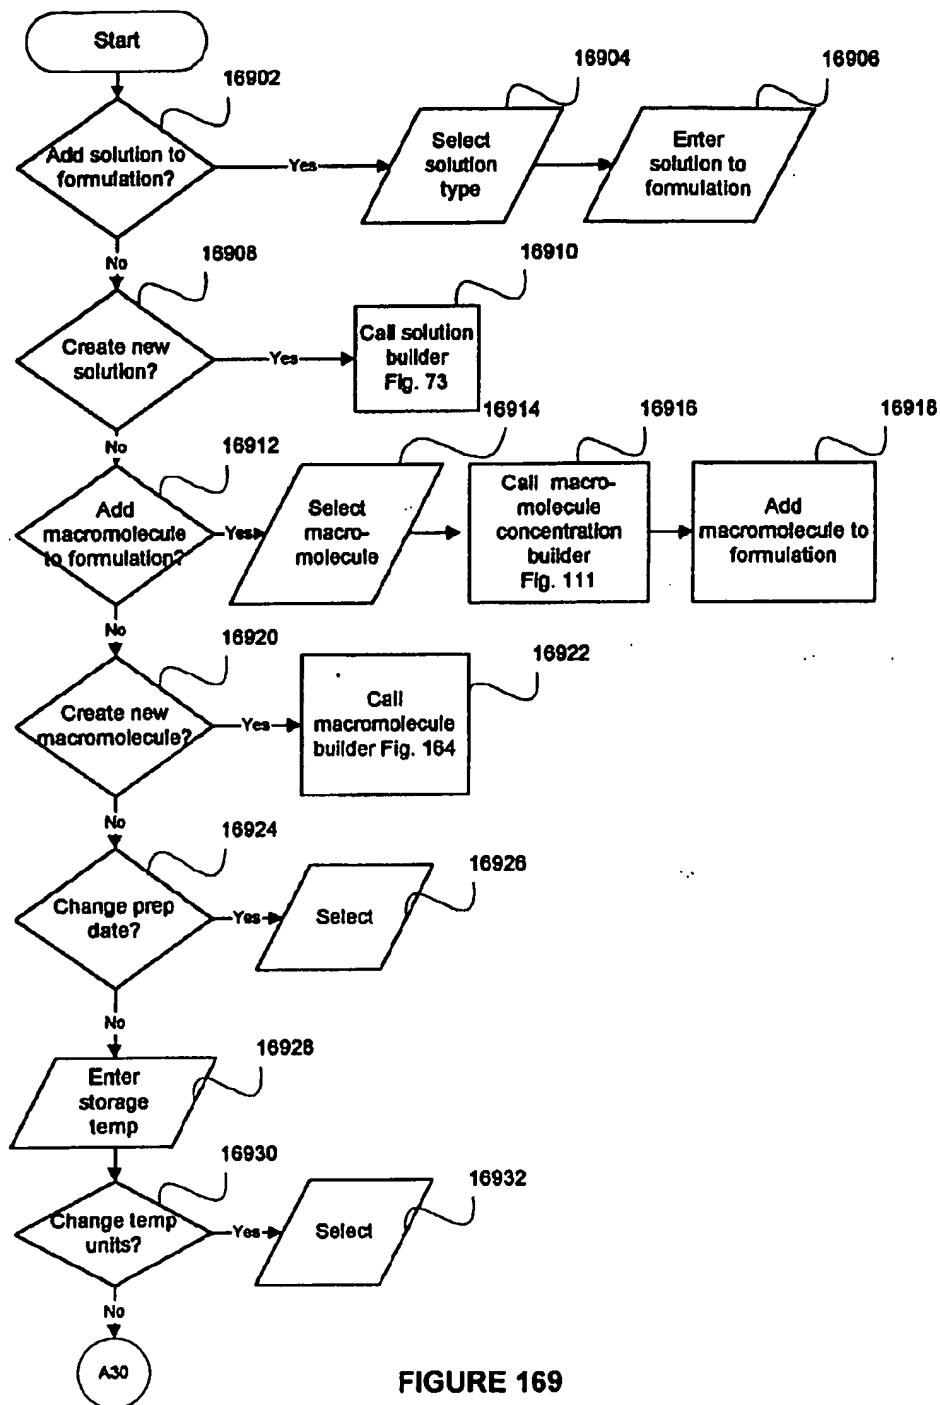 Start
16902
Add solution to
formulation?
Yes
16904
Select
solution
type
16906
Enter
solution to
formulation
No
16908
Create new
solution?
Yes
16910
Call solution
builder
Fig. 73
No
16912
Add
macromolecule
to formulation?
Yes
16914
Select
macro-
molecule
16916
Call macro-
molecule
concentration
builder
Fig. 111
16918
Add
macromolecule to
formulation
No
16920
Create new
macromolecule?
Yes
16922
Call
macromolecule
builder Fig. 164
No
16924
Change prep
date?
Yes
16926
Select
No
16928
Enter
storage
temp
16930
Change temp
units?
Yes
16932
Select
No
A30
FIGURE 169